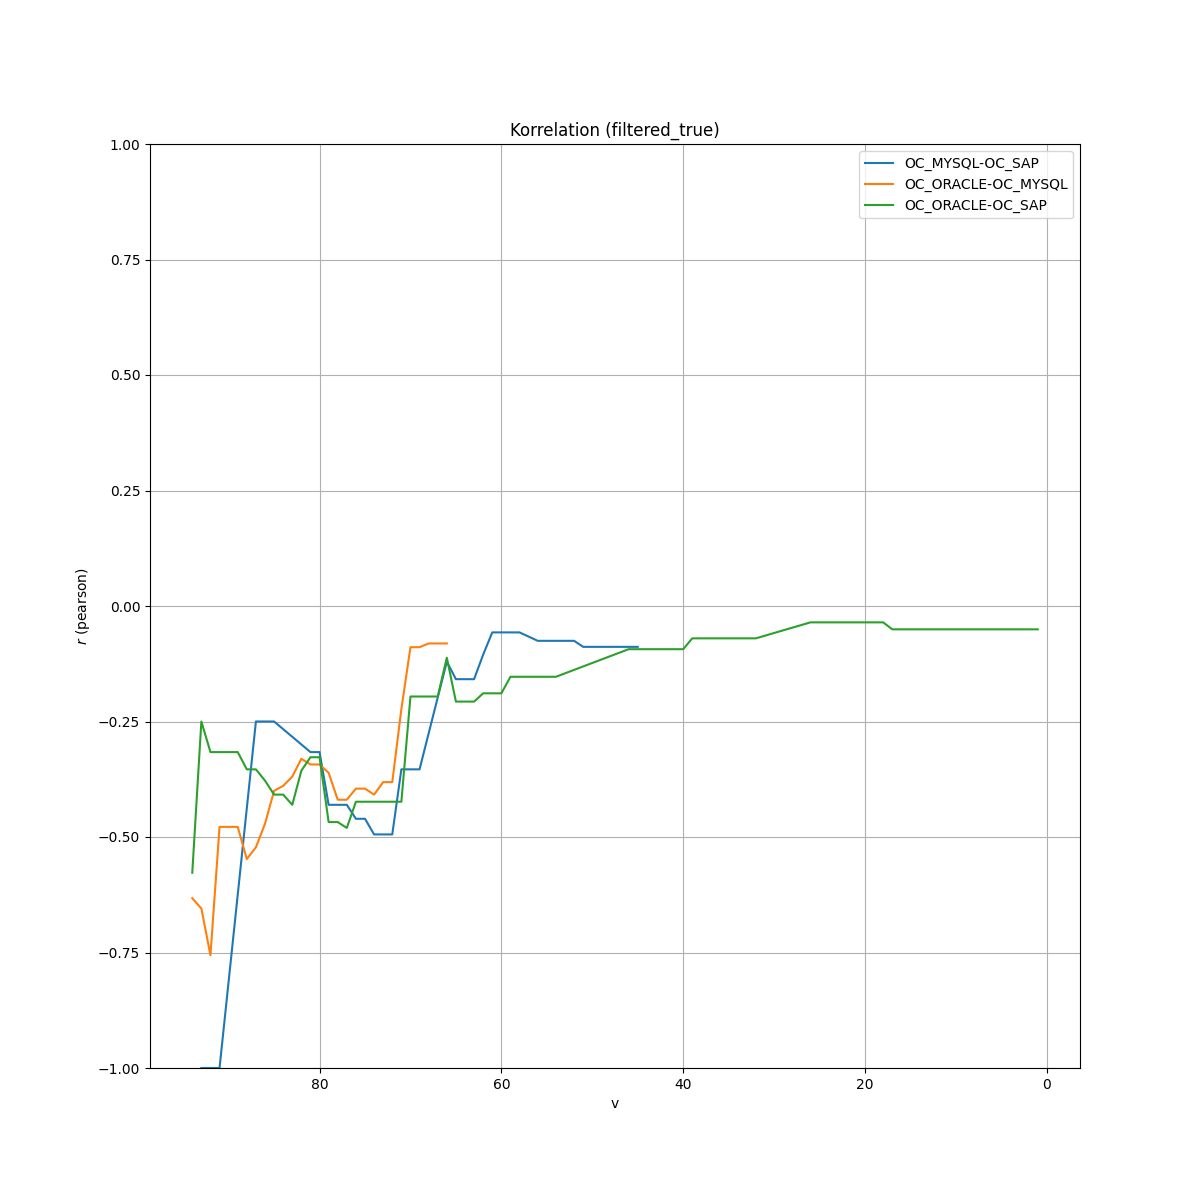 Korrelation (filtered_true)
1.00
0.75
0.50
0.25
0.00
−0.25
−0.50
−0.75
−1.00
r (pearson)
OC_MYSQL-OC_SAP
OC_ORACLE-OC_MYSQL
OC_ORACLE-OC_SAP
80 60 40 20 0
v